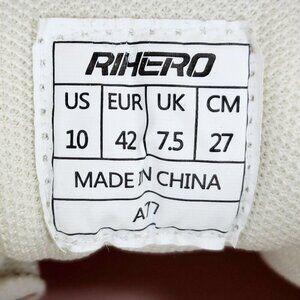 RIHERO
US EUR UK CM
10 42 7.5 27
MADE IN CHINA